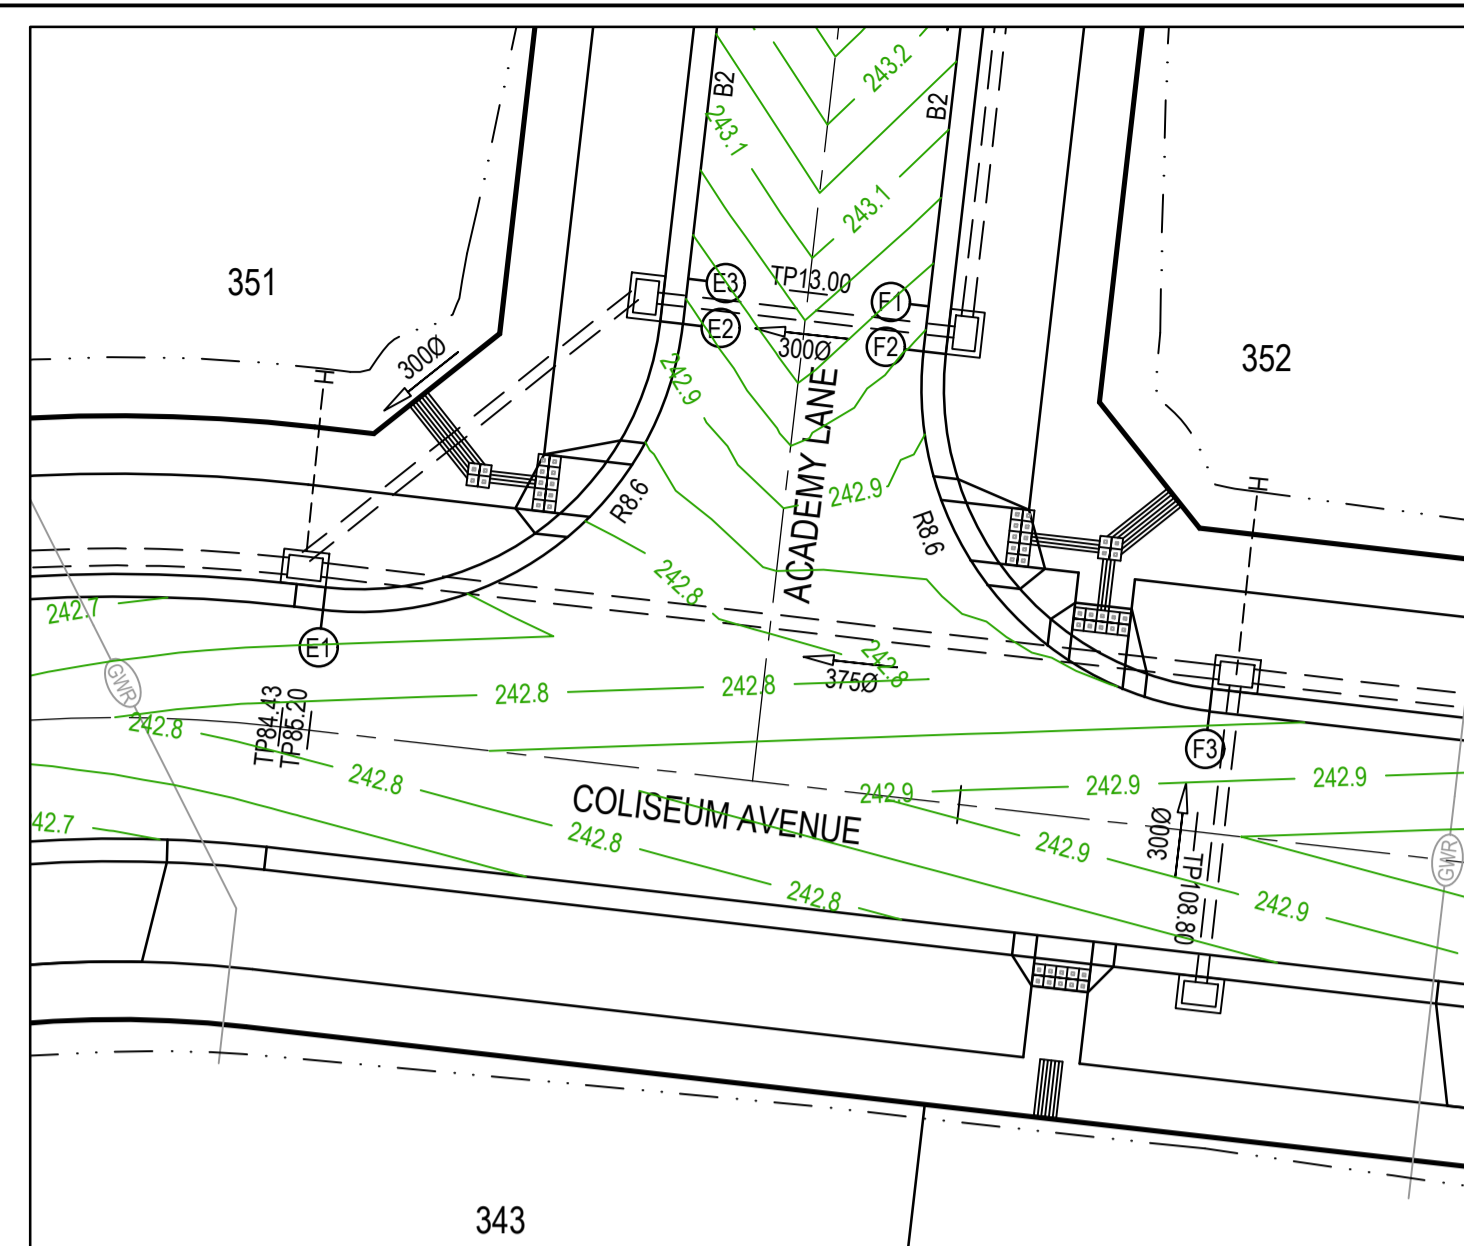 243.2
B2
B2
243.1
243.1
351
E3
TP13.00
F1
E2
F2
300Ø
300Ø
352
H
242.9
ACADEMY LANE
242.9
H
R8.6
R8.6
242.7
242.8
E1
242.8
GWR
375Ø
242.8
242.8
TP84.43
TP85.20
242.8
F3
242.8
242.9
242.9
242.9
COLISEUM AVENUE
42.7
242.8
242.9
300Ø
GWR
TP108.80
242.8
242.9
343